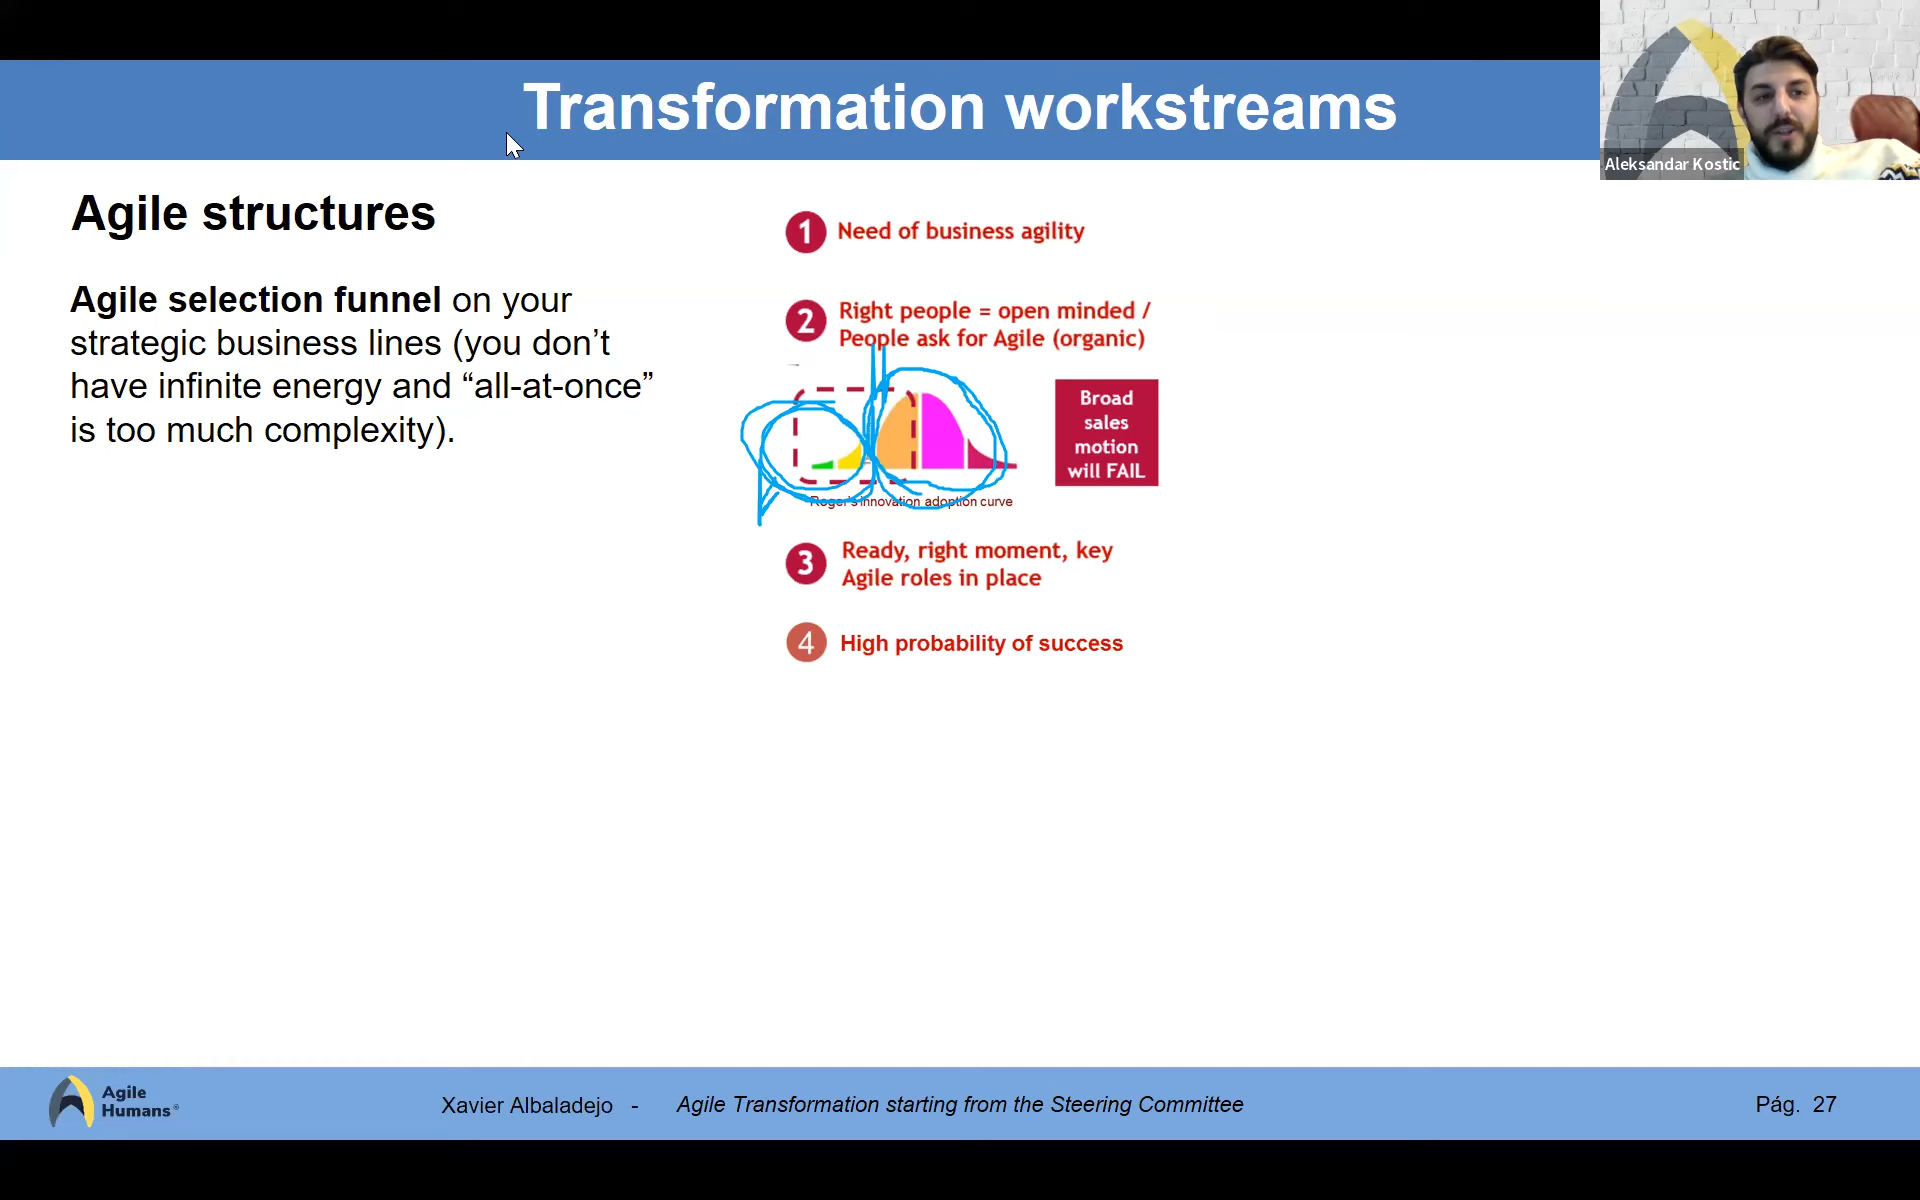 Transformation workstreams
Aleksandar Kostic
Agile structures
Agile selection funnel on your
strategic business lines (you don’t
have infinite energy and “all-at-once”
is too much complexity).
1 Need of business agility
2 Right people = open minded /
People ask for Agile (organic)
Broad
sales
motion
will FAIL
Roger's innovation adoption curve
3 Ready, right moment, key
Agile roles in place
4 High probability of success
Agile
Humans®
Xavier Albaladejo - Agile Transformation starting from the Steering Committee
Pág. 27